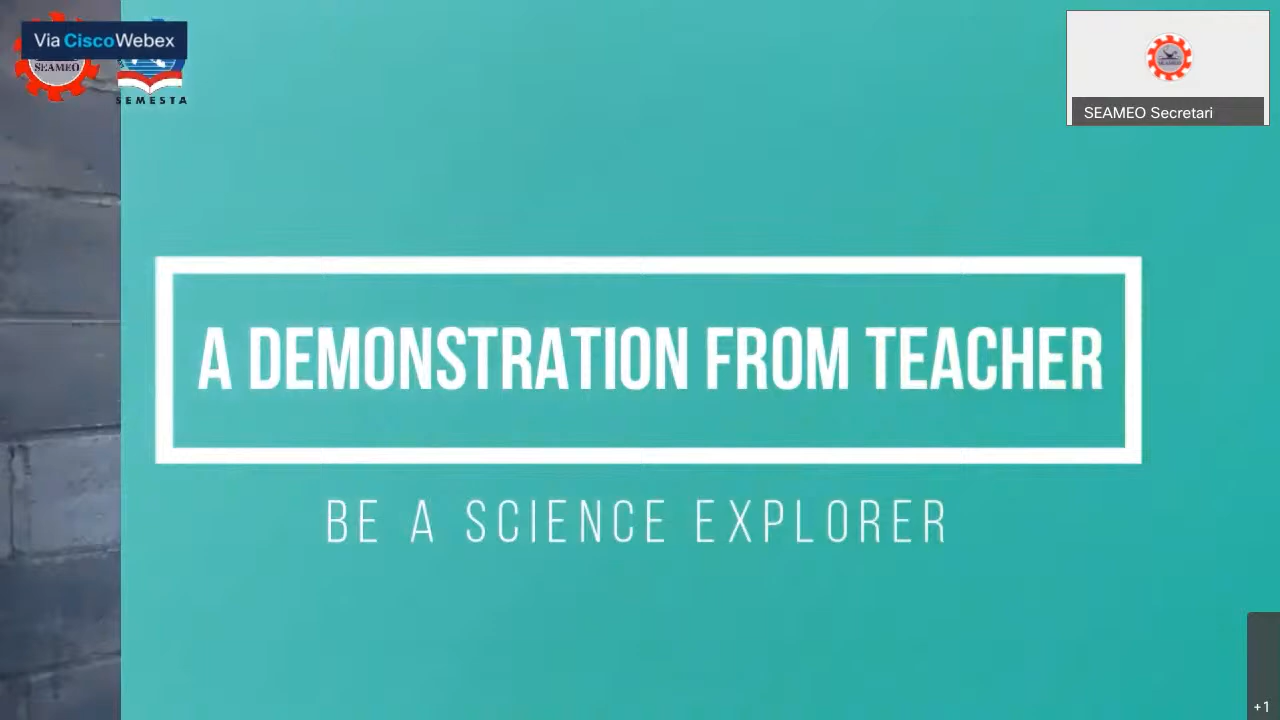 Via CiscoWebex
SEAMEO
SEMESTA
SEAMEO Secretari
A DEMONSTRATION FROM TEACHER
BE A SCIENCE EXPLORER
+1